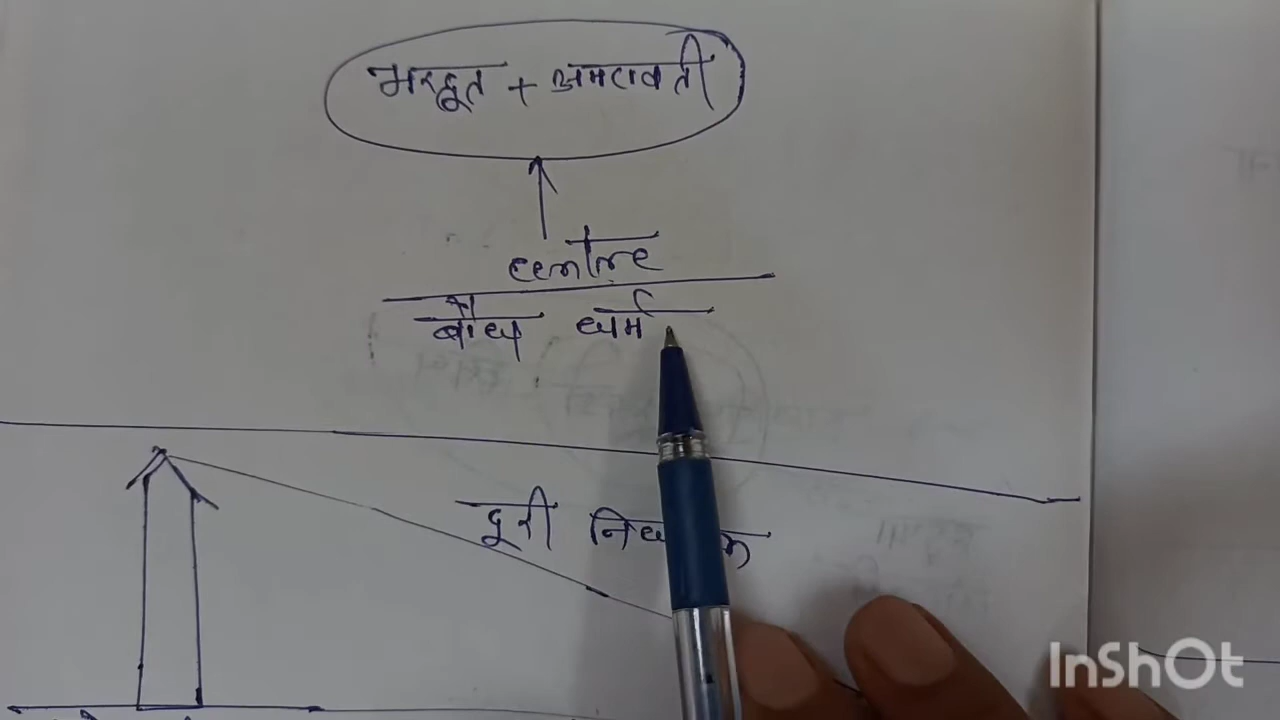 भरहूत + अमरावती
centre
बौध्ध धर्म
दूरी
InShOt